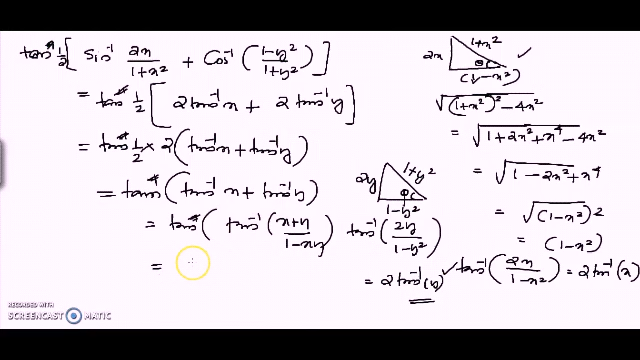 tan 1/2 [ Sin⁻¹ 2x/(1+x²) + Cos⁻¹ ((1-y²)/(1+y²)) ]
= tan 1/2 [ 2tan⁻¹x + 2tan⁻¹y ]
= tan 1/2 × 2 (tan⁻¹x + tan⁻¹y)
= tan (tan⁻¹x + tan⁻¹y)
= tan ( tan⁻¹ ((x+y)/(1-xy))
=
2x 1+x² θ (1-x²) ✓
√((1+x²)² - 4x²)
= √(1+2x²+x⁴-4x²)
= √(1-2x²+x⁴)
= √((1-x²)2
= (1-x²)
tan⁻¹ (2x/(1-x²)) = 2tan⁻¹(x)
2y 1+y² θ 1-y²
tan⁻¹ (2y/(1-y²))
= 2tan⁻¹(y) ✓
RECORDED WITH
SCREENCAST MATIC